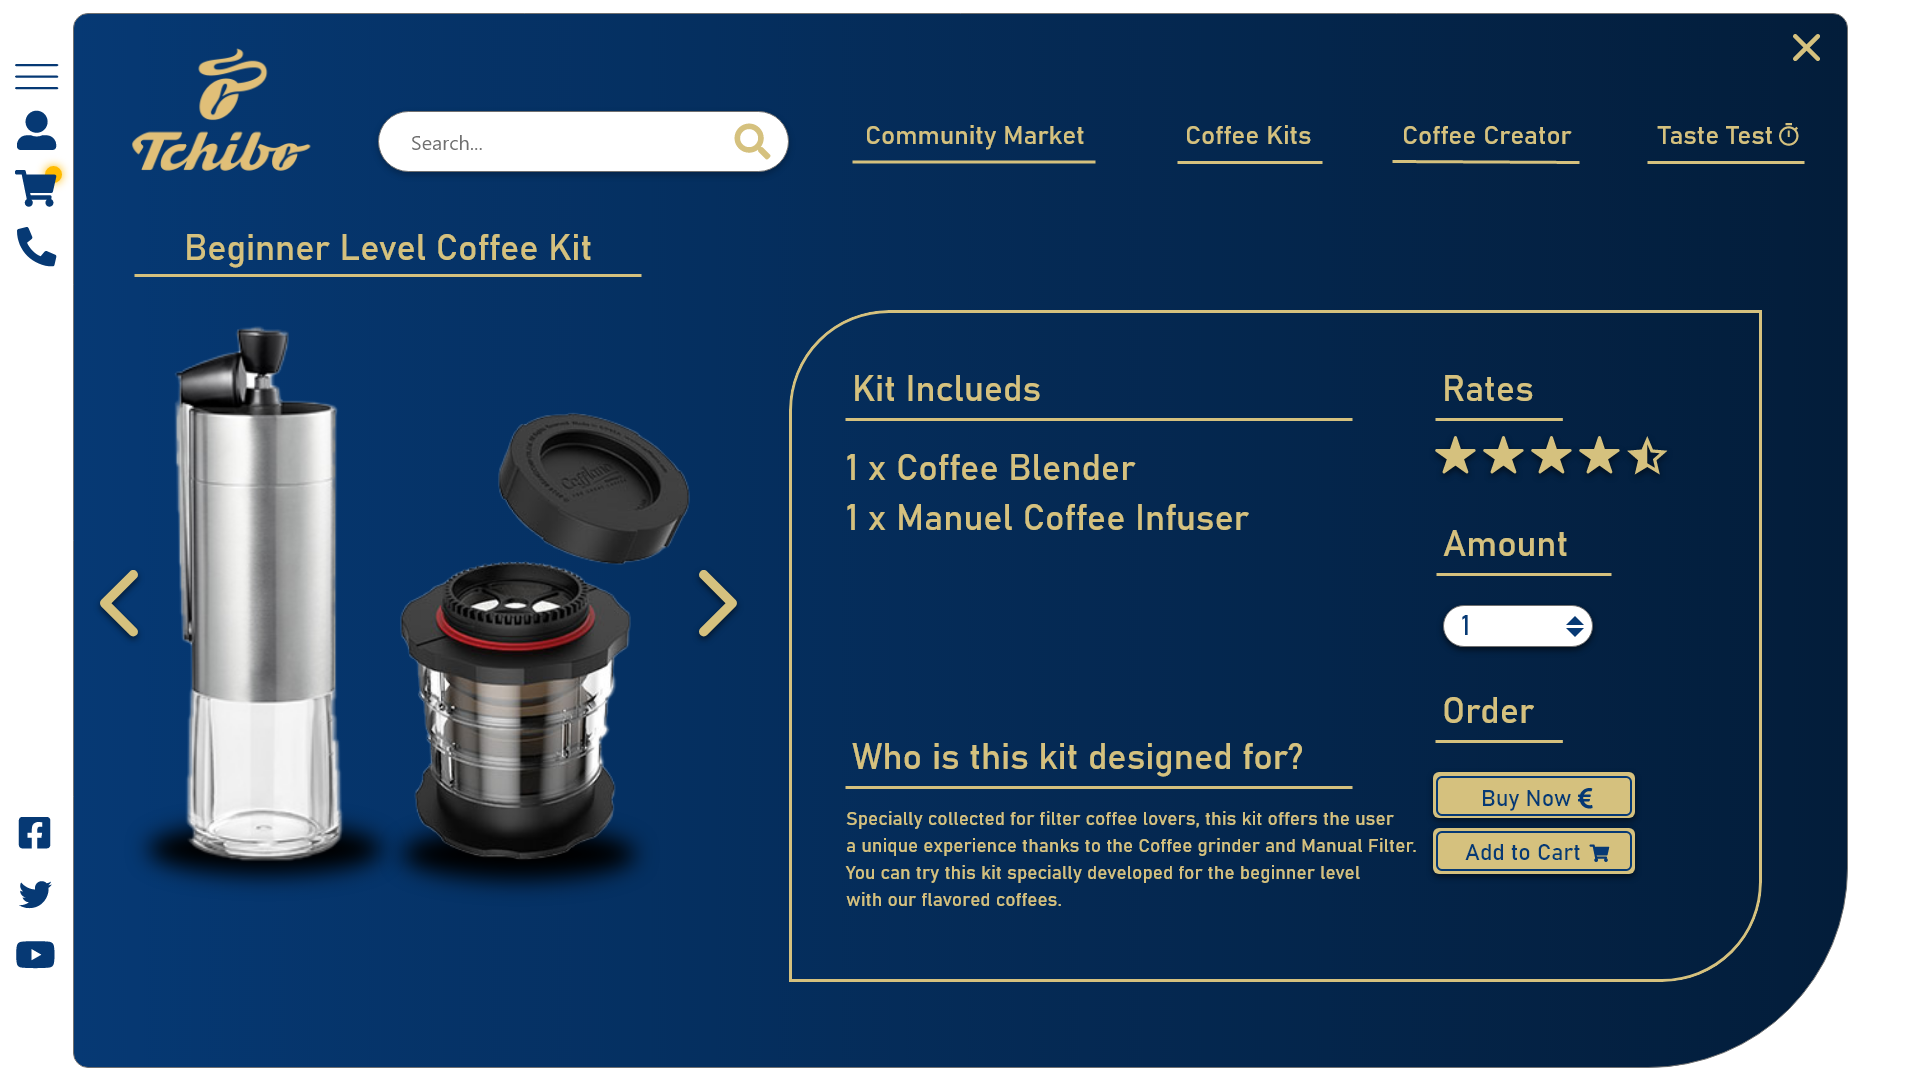 Tchibo
Search...
Community Market
Coffee Kits
Coffee Creator
Taste Test
Beginner Level Coffee Kit
Kit Inclueds
1 x Coffee Blender
1 x Manuel Coffee Infuser
Rates
Amount
1
Order
Buy Now €
Add to Cart
Who is this kit designed for?
Specially collected for filter coffee lovers, this kit offers the user
a unique experience thanks to the Coffee grinder and Manual Filter.
You can try this kit specially developed for the beginner level
with our flavored coffees.